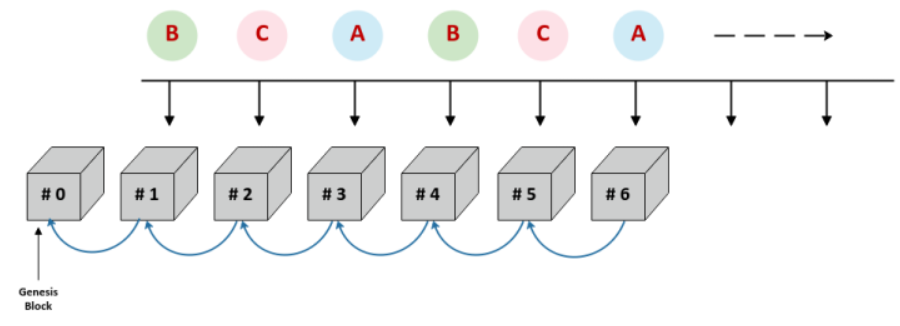 B C A B C A
# 0 # 1 # 2 # 3 # 4 # 5 # 6
Genesis
Block